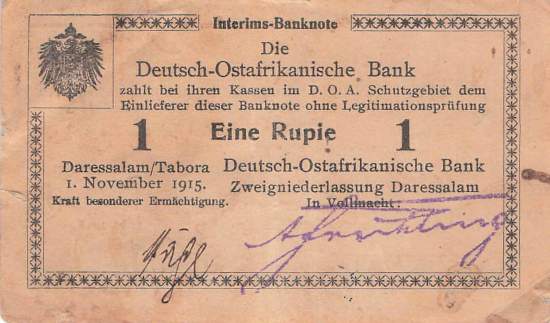 Interims-Banknote
Die
Deutsch-Ostafrikanische Bank
zahlt bei ihren Kassen im D. O. A. Schutzgebiet dem
Einlieferer dieser Banknote ohne Legitimationsprüfung
1 Eine Rupie 1
Daressalam/Tabora Deutsch-Ostafrikanische Bank
1. November 1915. Zweigniederlassung Daressalam
Kraft besonderer Ermächtigung. In Vollmacht: